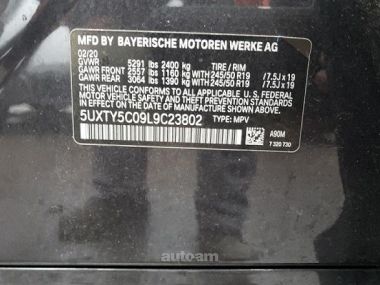 MFD BY BAYERISCHE MOTOREN WERKE AG
02/20
GVWR 5291 lbs 2400 kg TIRE / RIM
GAWR FRONT 2557 lbs 1160 kg WITH 245/50 R19 /7.5J x 19
GAWR REAR 3064 lbs 1390 kg WITH 245/50 R19 /7.5J x 19
THIS VEHICLE CONFORMS TO ALL APPLICABLE U.S. FEDERAL
MOTOR VEHICLE SAFETY, BUMPER, AND THEFT PREVENTION
STANDARDS IN EFFECT ON THE DATE OF MANUFACTURE
SHOWN ABOVE.
5UXTY5C09L9C23802 TYPE: MPV
A90M
7 320 730
autoam